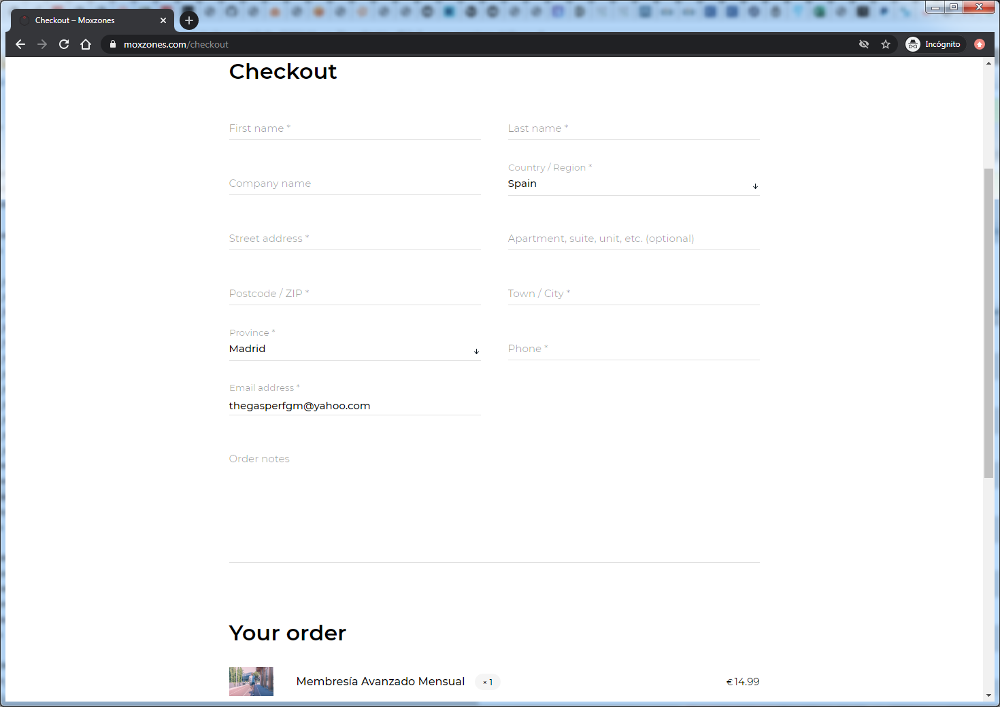 Checkout – Moxzones
moxzones.com/checkout
Incógnito
Checkout
First name *
Last name *
Company name
Country / Region *
Spain
Street address *
Apartment, suite, unit, etc. (optional)
Postcode / ZIP *
Town / City *
Province *
Madrid
Phone *
Email address *
thegasperfgm@yahoo.com
Order notes
Your order
Membresía Avanzado Mensual × 1 € 14.99